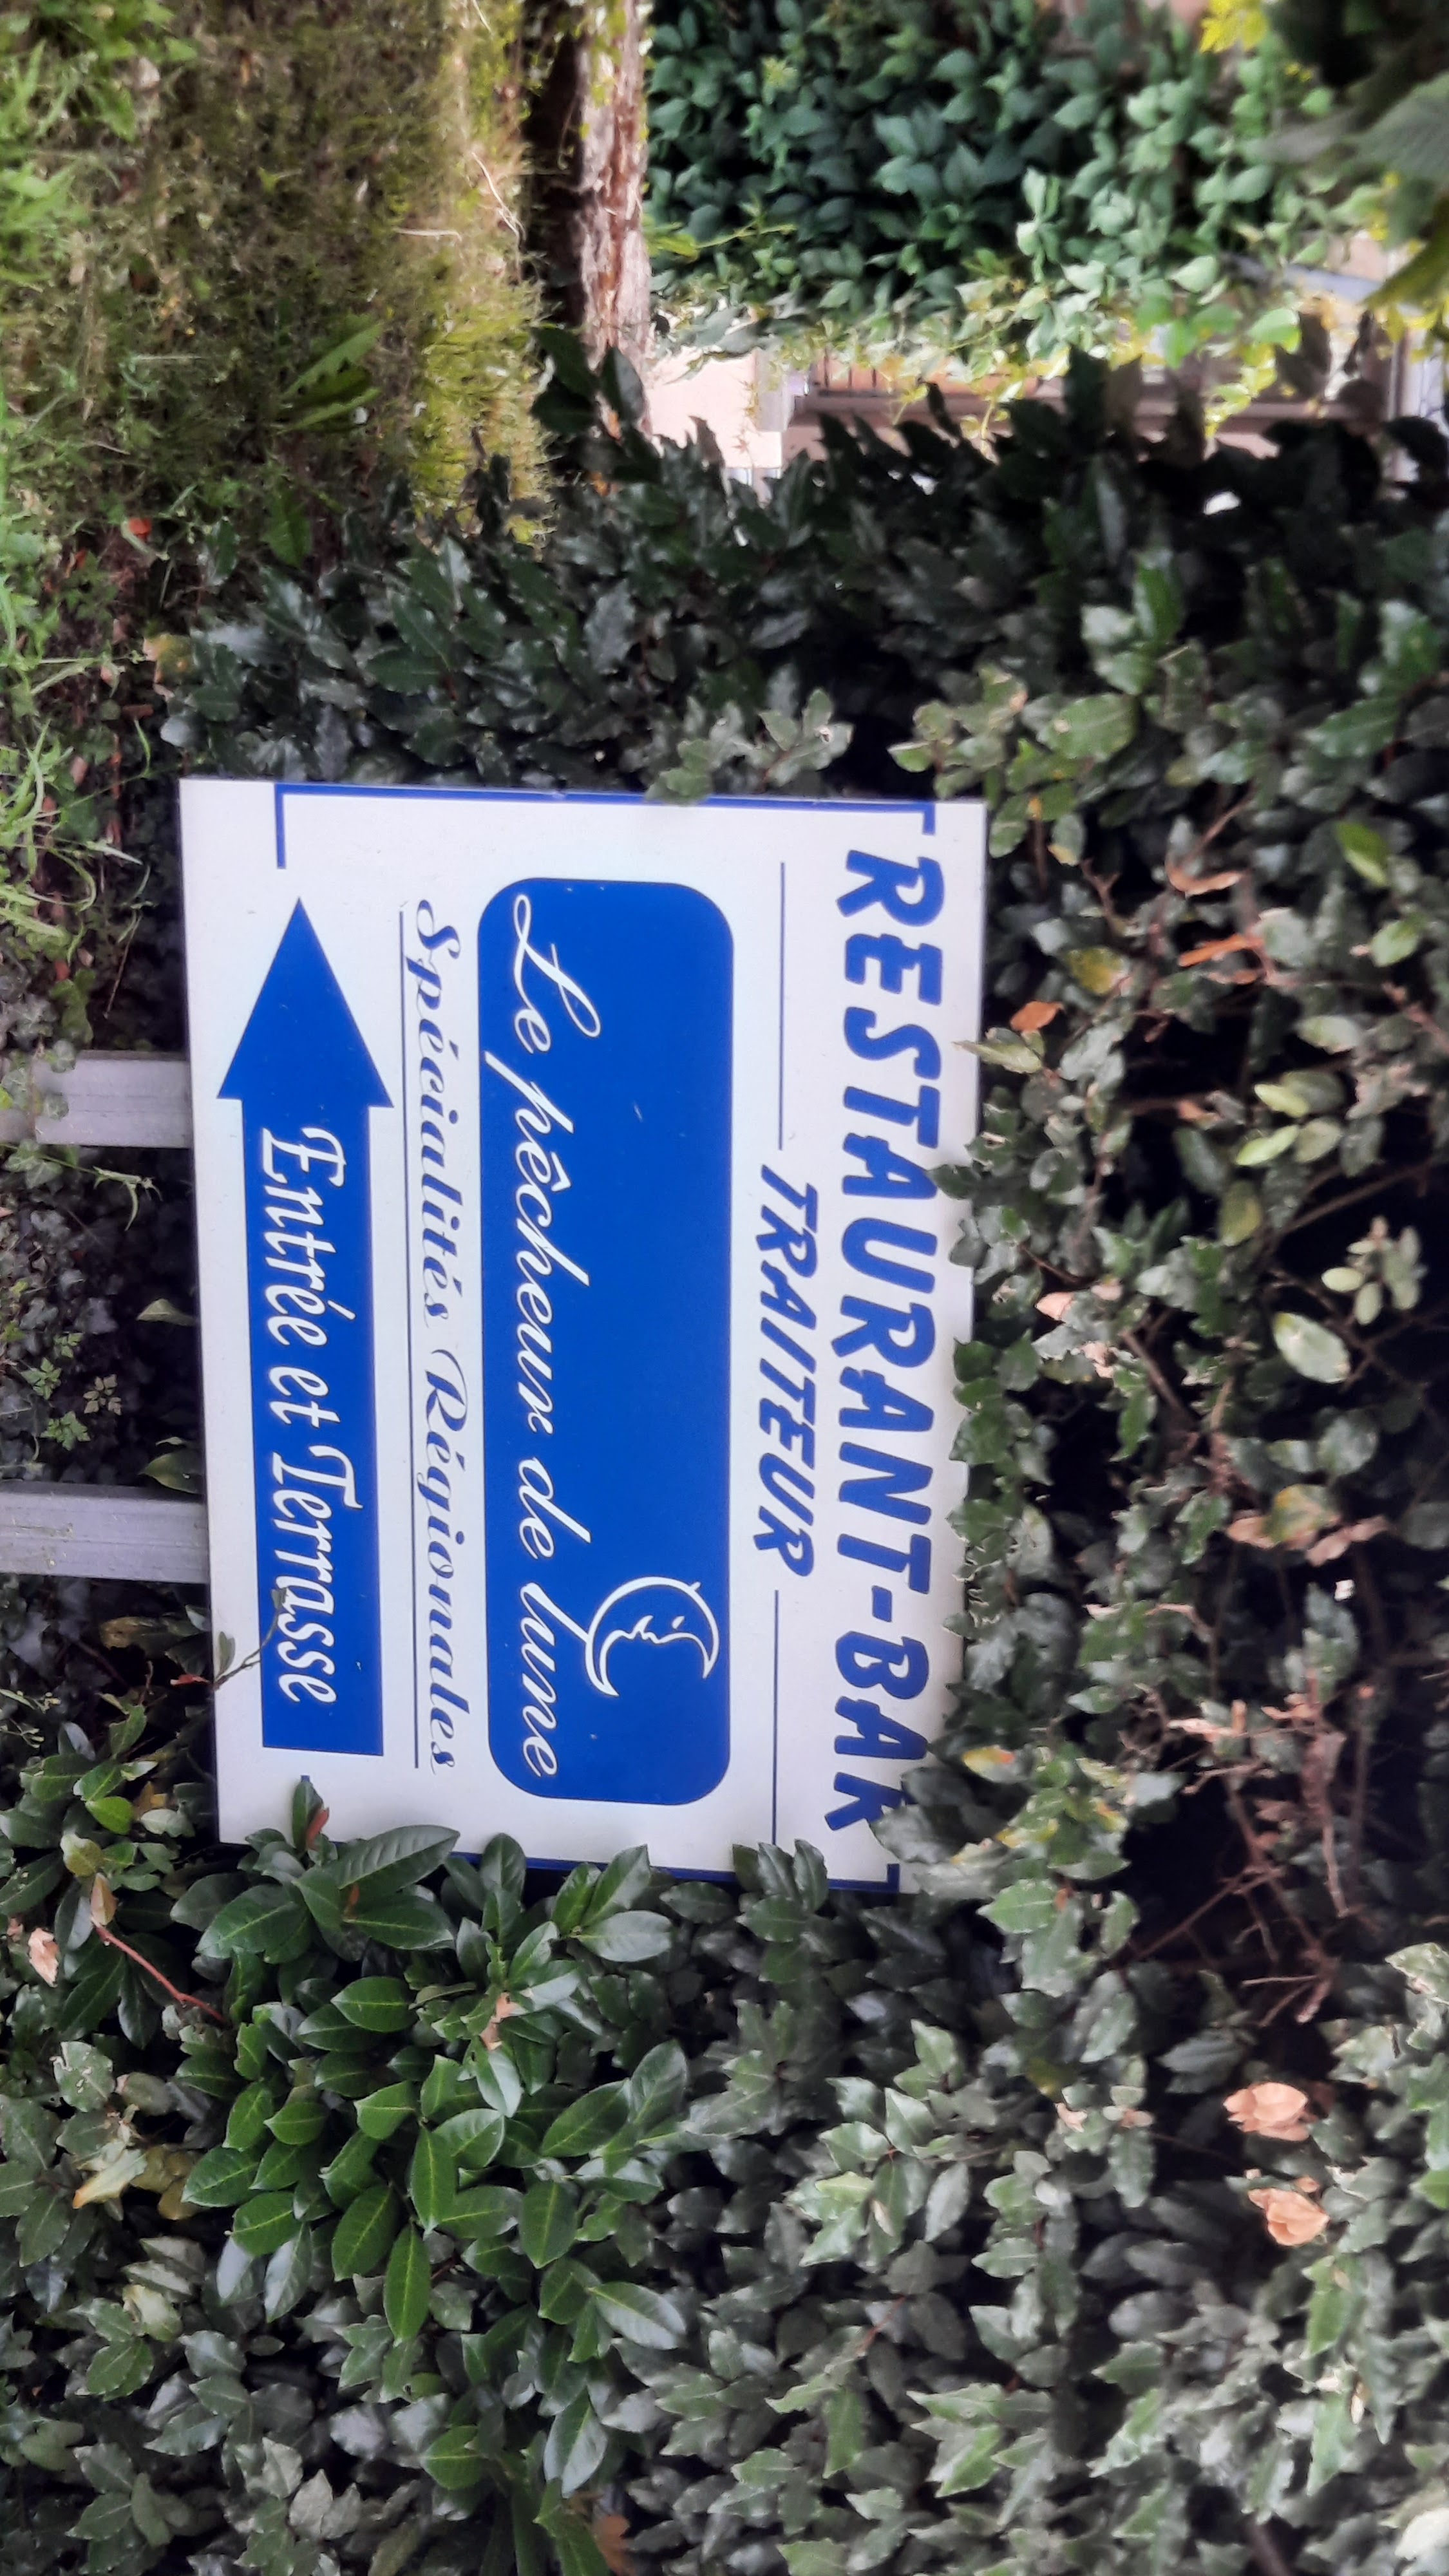 RESTAURANT-BAR
TRAITEUR
Le pêcheur de lune
Spécialités Régionales
Entrée et Terrasse